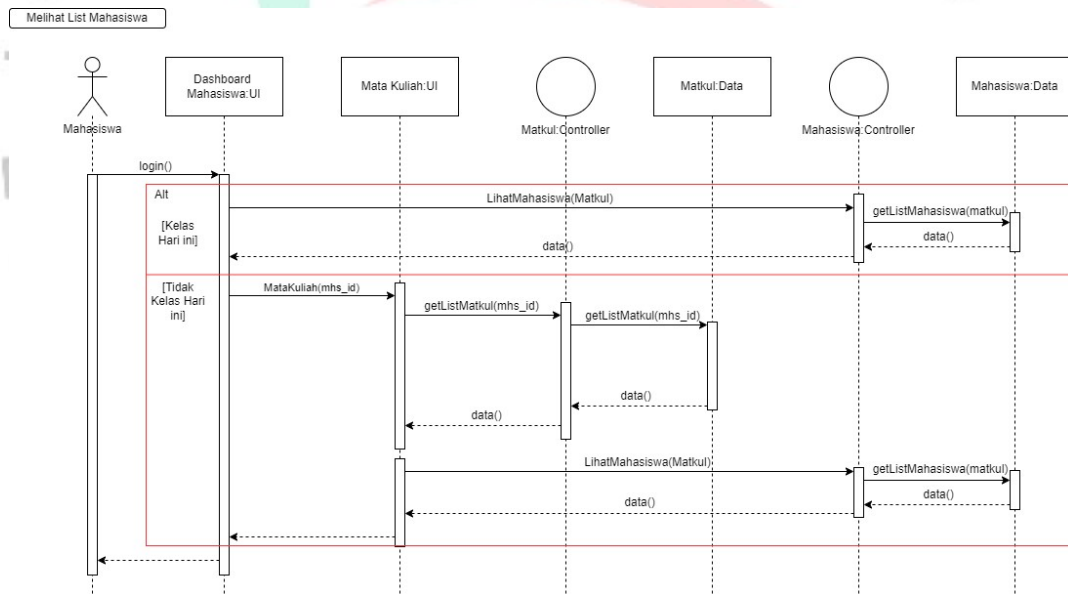 Melihat List Mahasiswa
Dashboard
Mahasiswa:UI
Mata Kuliah:UI
Matkul:Data
Mahasiswa:Data
Mahasiswa
Matkul:Controller
Mahasiswa:Controller
login()
Alt
LihatMahasiswa(Matkul)
getListMahasiswa(matkul)
[Kelas
Hari ini]
data()
data()
[Tidak
Kelas Hari
ini]
MataKuliah(mhs_id)
getListMatkul(mhs_id)
getListMatkul(mhs_id)
data()
data()
LihatMahasiswa(Matkul)
getListMahasiswa(matkul)
data()
data()